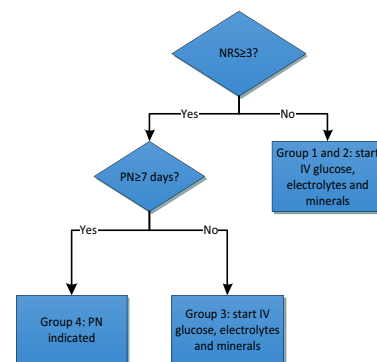 NRS≥3?
Yes
No
Group 1 and 2: start
IV glucose,
electrolytes and
minerals
PN≥7 days?
Yes
No
Group 4: PN
indicated
Group 3: start IV
glucose, electrolytes
and minerals